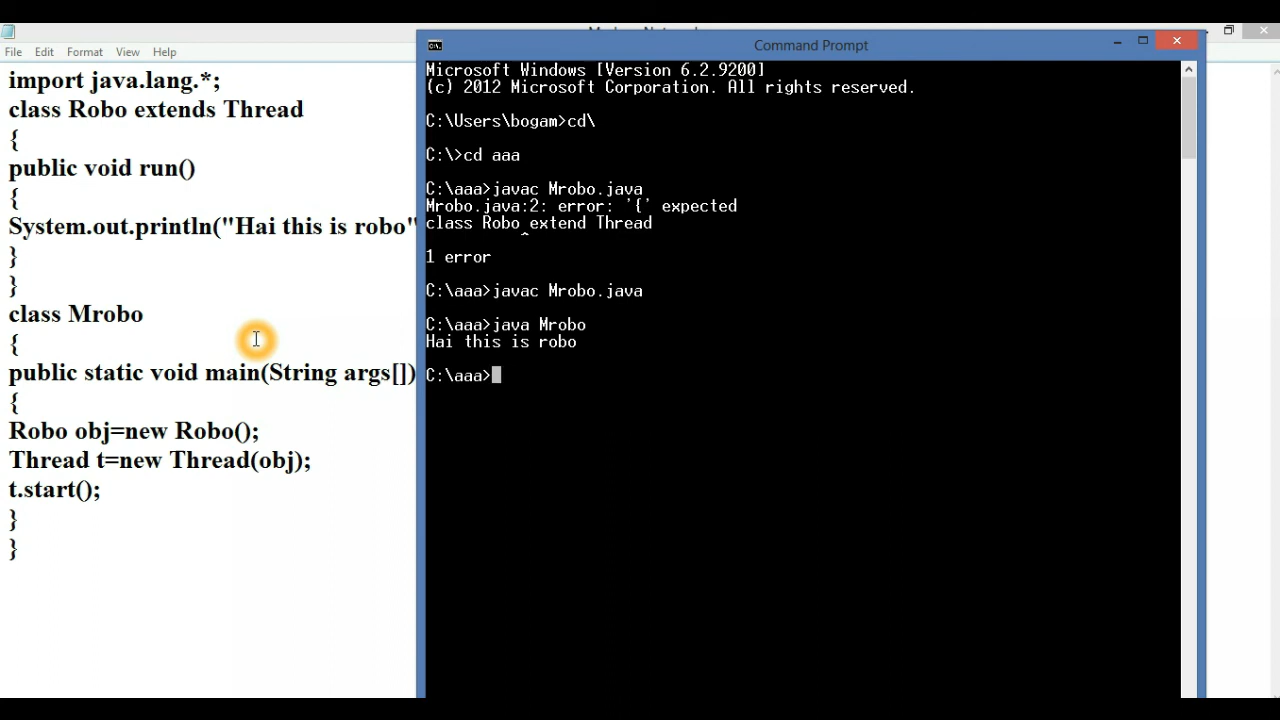 File Edit Format View Help
import java.lang.*;
class Robo extends Thread
{
public void run()
{
System.out.println("Hai this is robo"
}
}
class Mrobo
{
public static void main(String args[])
{
Robo obj=new Robo();
Thread t=new Thread(obj);
t.start();
}
}
Command Prompt
Microsoft Windows [Version 6.2.9200]
(c) 2012 Microsoft Corporation. All rights reserved.
C:\Users\bogam>cd\
C:\>cd aaa
C:\aaa>javac Mrobo.java
Mrobo.java:2: error: '{' expected
class Robo extend Thread
^
1 error
C:\aaa>javac Mrobo.java
C:\aaa>java Mrobo
Hai this is robo
C:\aaa>